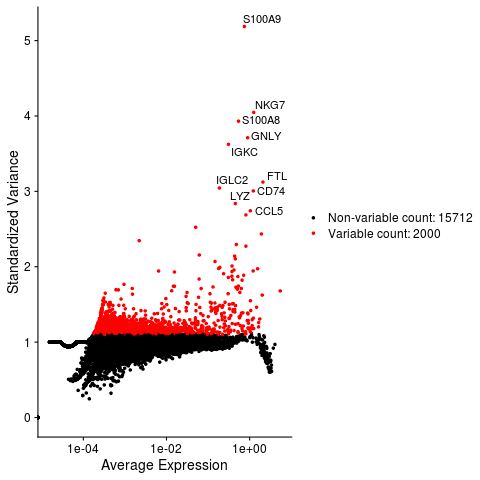 S100A9
5
NKG7
4
S100A8
GNLY
IGKC
FTL
IGLC2
3
CD74
LYZ
CCL5
Non-variable count: 15712
Variable count: 2000
Standardized Variance
2
1
0
1e-04
1e-02
1e+00
Average Expression